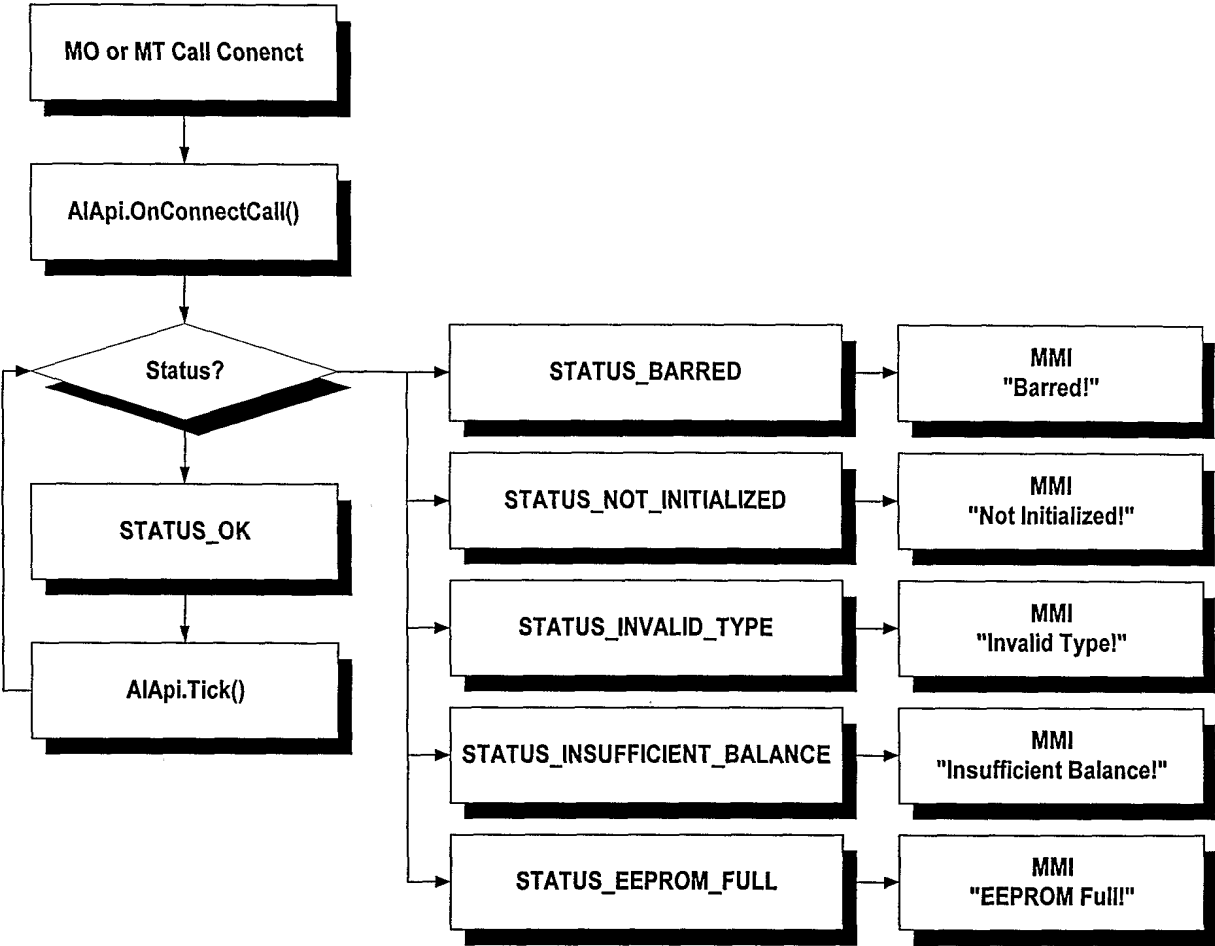 MO or MT Call Conenct
AIApi.OnConnectCall()
Status?
STATUS_OK
AIApi.Tick()
STATUS_BARRED
MMI
"Barred!"
STATUS_NOT_INITIALIZED
MMI
"Not Initialized!"
STATUS_INVALID_TYPE
MMI
"Invalid Type!"
STATUS_INSUFFICIENT_BALANCE
MMI
"Insufficient Balance!"
STATUS_EEPROM_FULL
MMI
"EEPROM Full!"